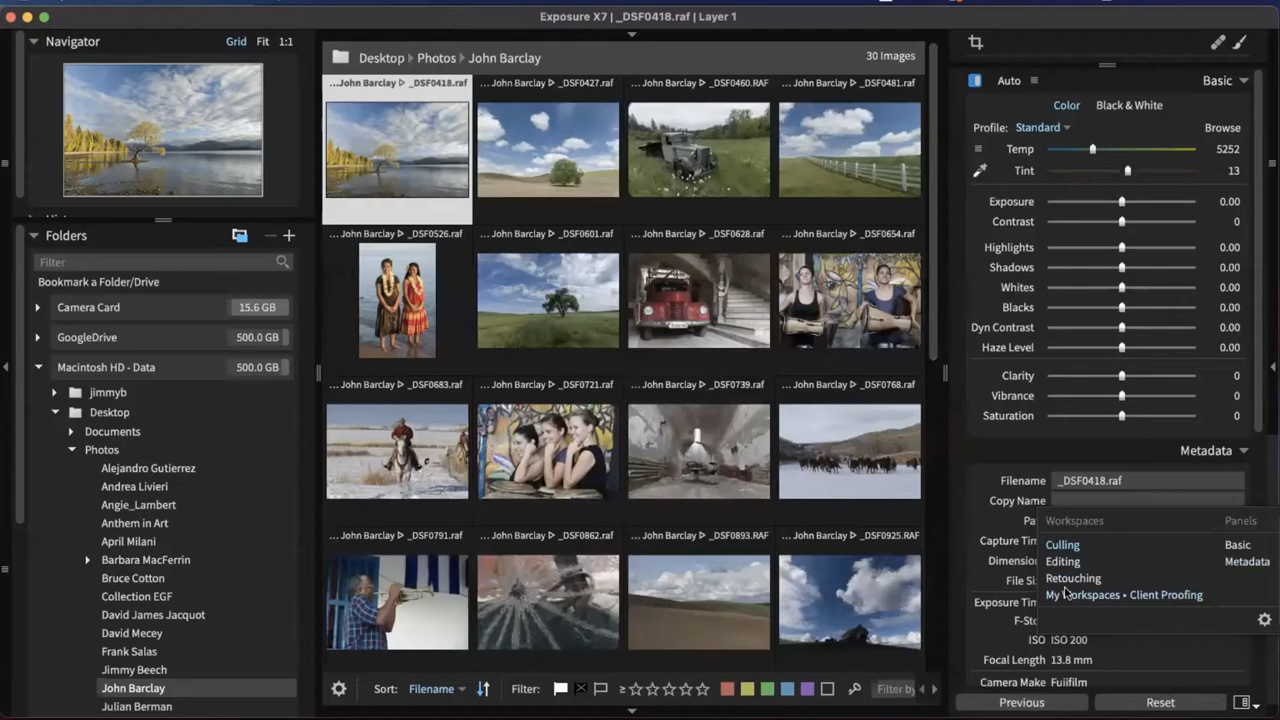 Exposure X7 | _DSF0418.raf | Layer 1
Navigator
Grid Fit 1:1
Folders
Filter
Bookmark a Folder/Drive
Camera Card 15.6 GB
GoogleDrive 500.0 GB
Macintosh HD - Data 500.0 GB
jimmyb
Desktop
Documents
Photos
Alejandro Gutierrez
Andrea Livieri
Angie_Lambert
Anthem in Art
April Milani
Barbara MacFerrin
Bruce Cotton
Collection EGF
David James Jacquot
David Mecey
Frank Salas
Jimmy Beech
John Barclay
Julian Berman
Desktop Photos John Barclay 30 Images
...John Barclay _DSF0418.raf ... John Barclay _DSF0427.raf ... John Barclay _DSF0460.RAF ... John Barclay _DSF0481.raf
... John Barclay _DSF0526.raf ... John Barclay _DSF0601.raf ... John Barclay _DSF0628.raf ... John Barclay _DSF0654.raf
... John Barclay _DSF0683.raf ... John Barclay _DSF0721.raf ... John Barclay _DSF0739.raf ... John Barclay _DSF0768.raf
... John Barclay _DSF0791.raf ... John Barclay _DSF0862.raf ... John Barclay _DSF0893.RAF ... John Barclay _DSF0925.RAF
Sort: Filename Filter: ≥ Filter by
Auto Basic
Color Black & White
Profile: Standard Browse
Temp 5252
Tint 13
Exposure 0.00
Contrast 0
Highlights 0.00
Shadows 0.00
Whites 0.00
Blacks 0.00
Dyn Contrast 0.00
Haze Level 0.00
Clarity 0
Vibrance 0
Saturation 0
Metadata
Filename _DSF0418.raf
Copy Name
Capture Tim
Dimensio
File Si
Exposure Tim
F-Sto
ISO ISO 200
Focal Length 13.8 mm
Camera Make Fujifilm
Workspaces Panels
Culling Basic
Editing Metadata
Retouching
My Workspaces ▸ Client Proofing
Previous Reset